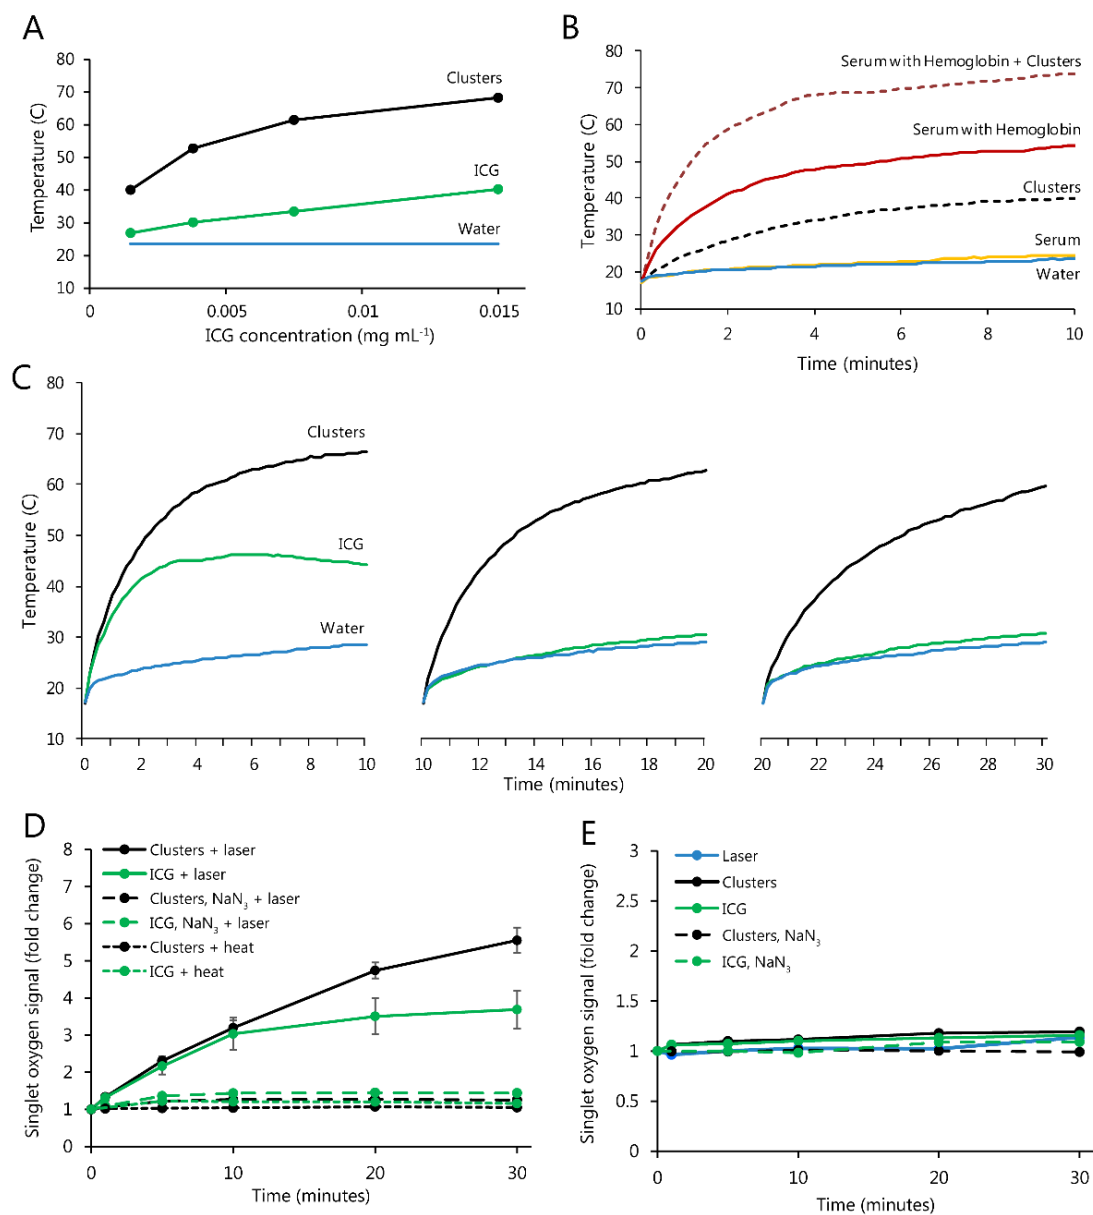 A
Temperature (C)
80
70
60
50
40
30
20
10
Clusters
ICG
Water
0
0.005
0.01
0.015
ICG concentration (mg mL⁻¹)
B
Temperature (C)
80
70
60
50
40
30
20
10
Serum with Hemoglobin + Clusters
Serum with Hemoglobin
Clusters
Serum
Water
0
2
4
6
8
10
Time (minutes)
C
Temperature (C)
80
70
60
50
40
30
20
10
Clusters
ICG
Water
0
2
4
6
8
10
10
12
14
16
18
20
20
22
24
26
28
30
Time (minutes)
D
Singlet oxygen signal (fold change)
8
7
6
5
4
3
2
1
0
Clusters + laser
ICG + laser
Clusters, NaN₃ + laser
ICG, NaN₃ + laser
Clusters + heat
ICG + heat
0
10
20
30
Time (minutes)
E
Singlet oxygen signal (fold change)
3
2.5
2
1.5
1
0.5
0
Laser
Clusters
ICG
Clusters, NaN₃
ICG, NaN₃
0
10
20
30
Time (minutes)